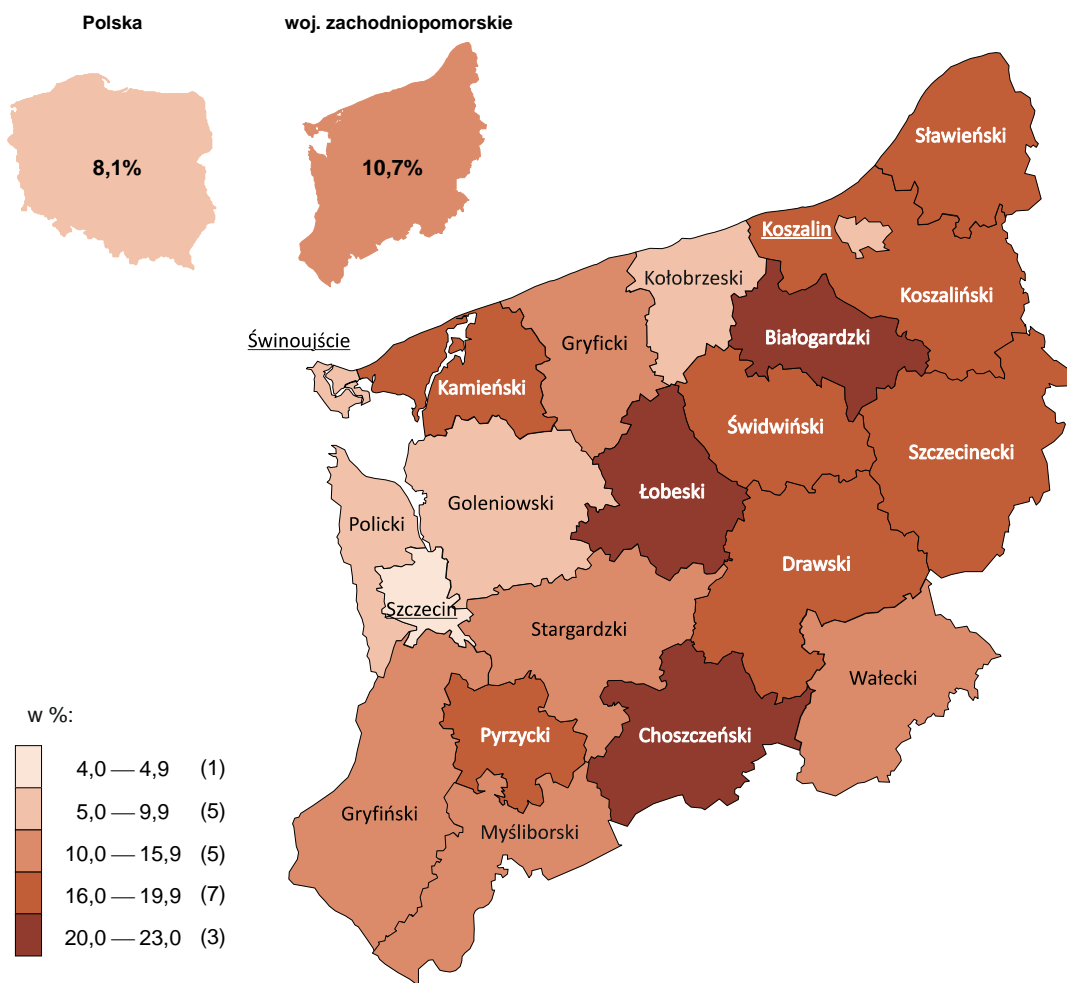 Polska
woj. zachodniopomorskie
8,1%
10,7%
Sławieński
Koszalin
Kołobrzeski
Koszaliński
Świnoujście
Gryficki
Białogardzki
Kamieński
Świdwiński
Szczecinecki
Łobeski
Goleniowski
Policki
Drawski
Szczecin
Stargardzki
Wałecki
Pyrzycki
Choszczeński
Gryfiński
Myśliborski
w %:
4,0 — 4,9 (1)
5,0 — 9,9 (5)
10,0 — 15,9 (5)
16,0 — 19,9 (7)
20,0 — 23,0 (3)